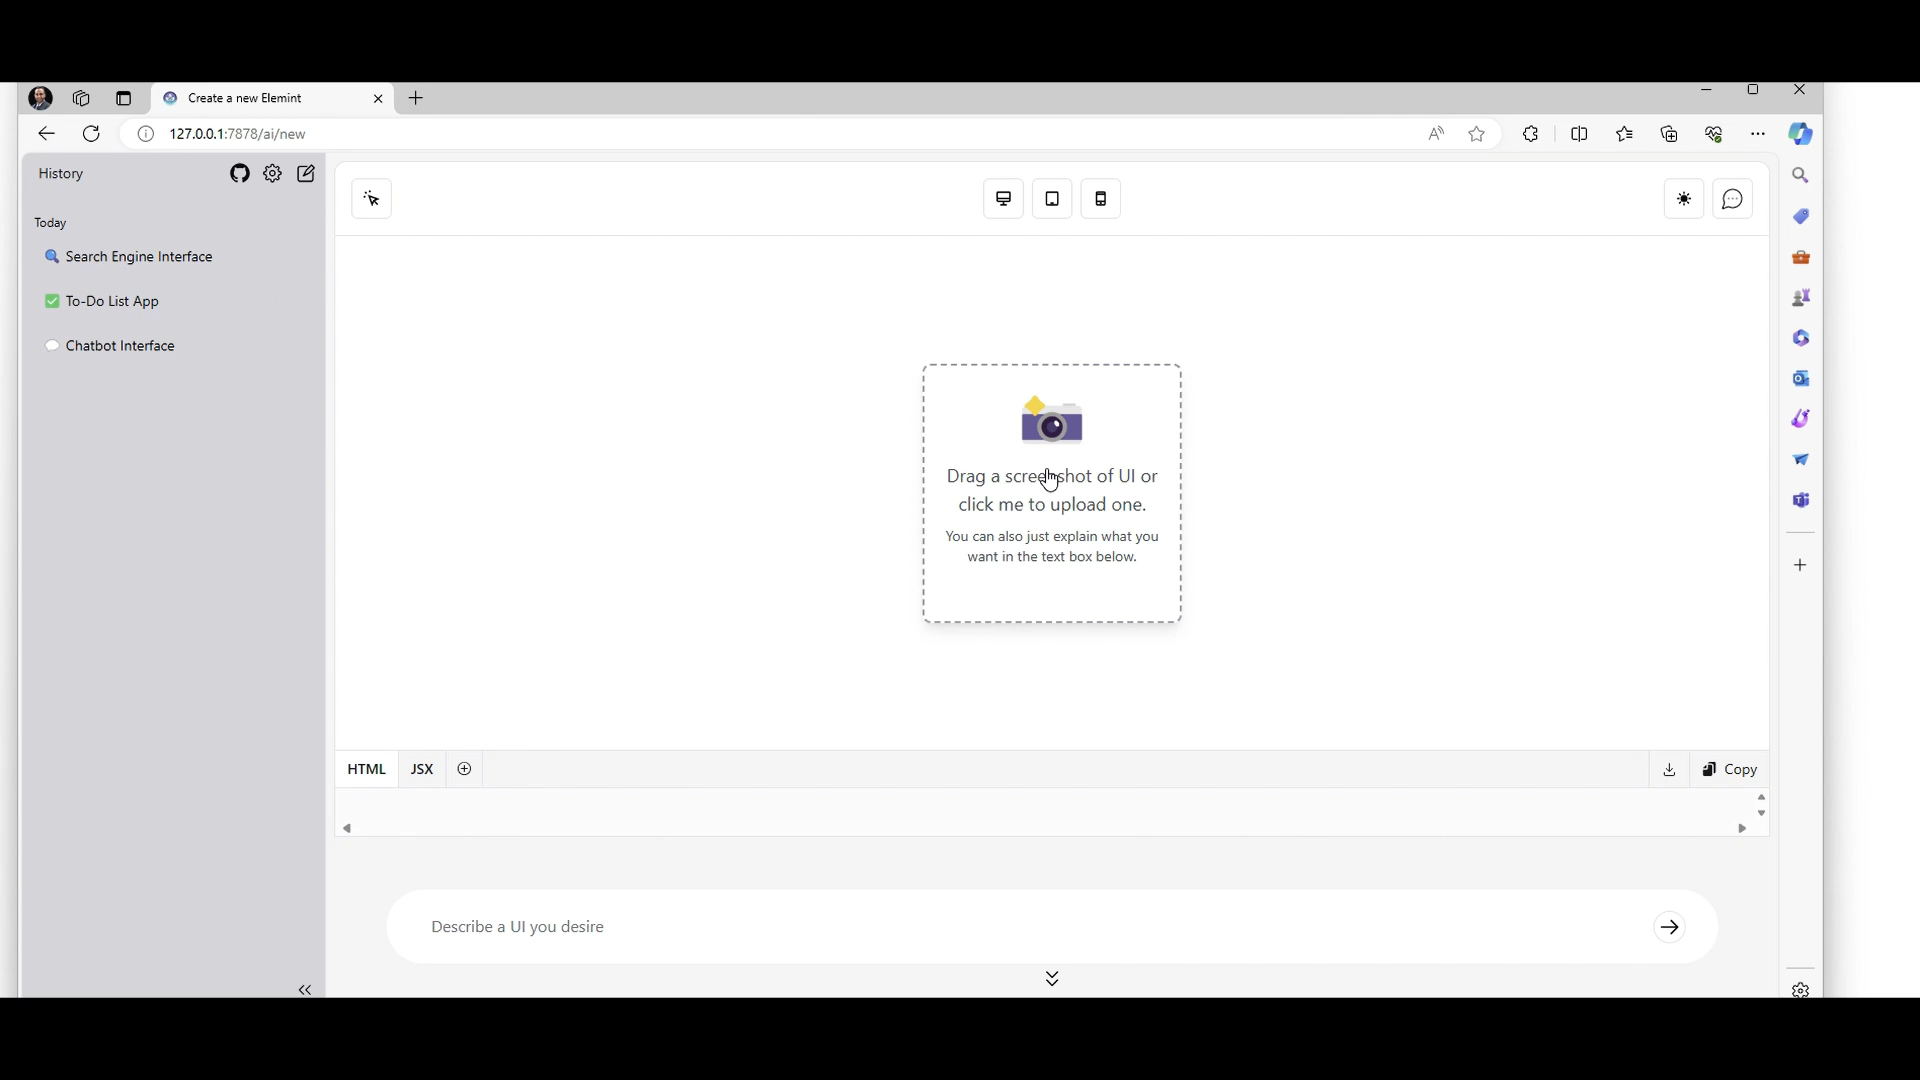 Create a new Elemint
127.0.0.1:7878/ai/new
History
Today
Search Engine Interface
To-Do List App
Chatbot Interface
Drag a screenshot of UI or
click me to upload one.
You can also just explain what you
want in the text box below.
HTML JSX
Copy
Describe a UI you desire